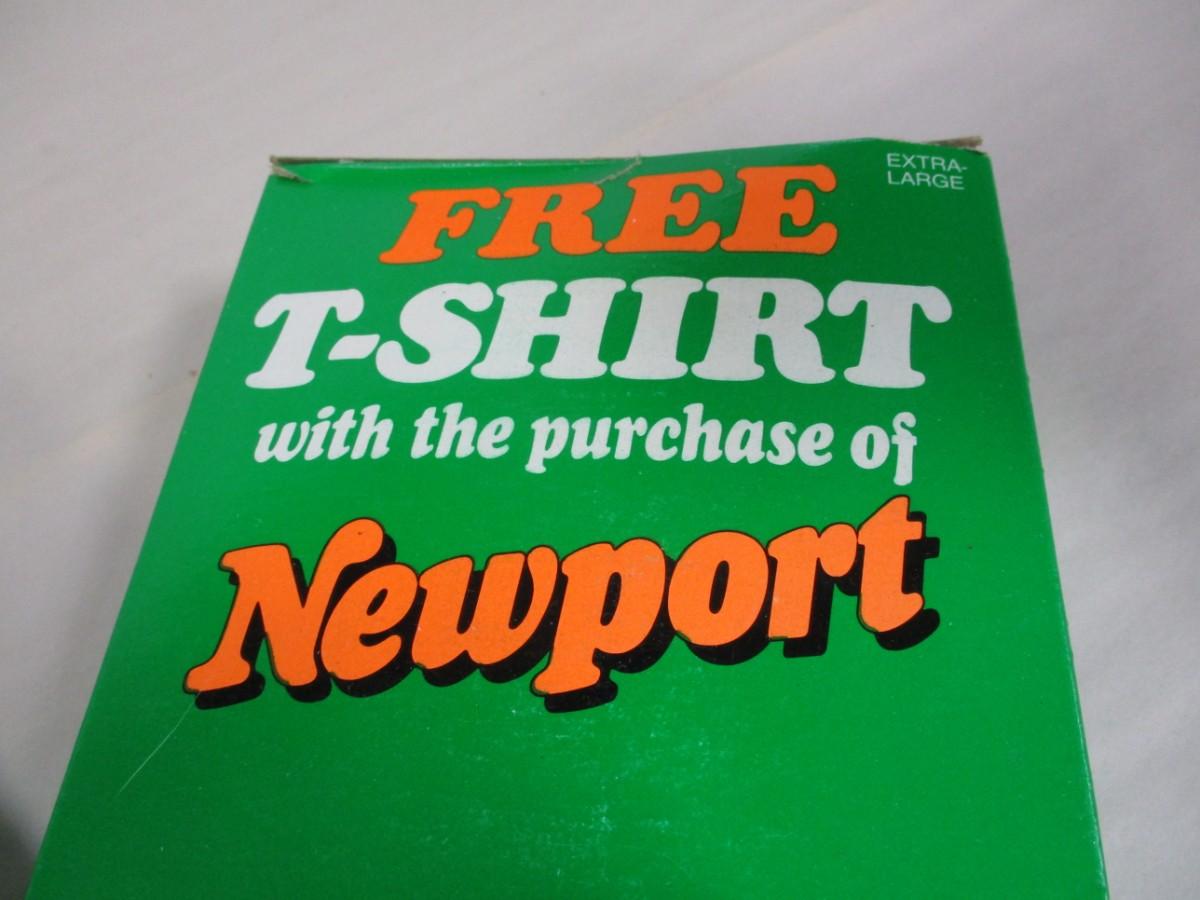 EXTRA-
LARGE
FREE
T-SHIRT
with the purchase of
Newport